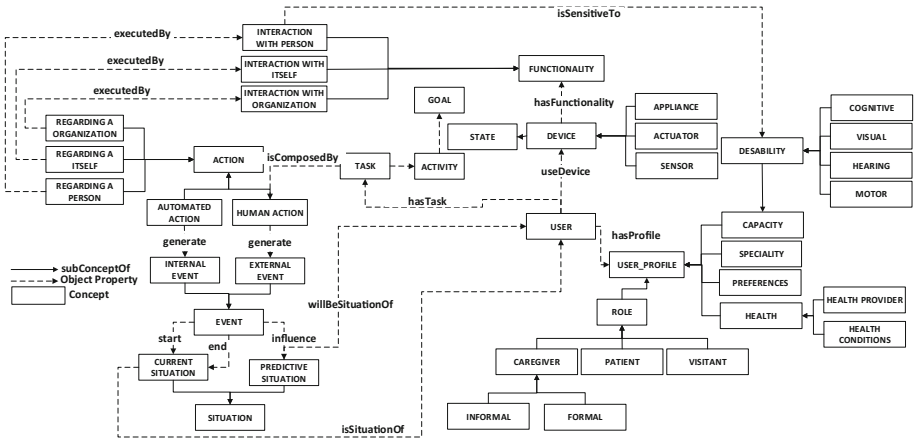 isSensitiveTo
executedBy
INTERACTION
WITH PERSON
INTERACTION WITH
ITSELF
executedBy
INTERACTION WITH
ORGANIZATION
executedBy
FUNCTIONALITY
GOAL
hasFunctionality
APPLIANCE
ACTUATOR
SENSOR
COGNITIVE
VISUAL
HEARING
MOTOR
REGARDING A
ORGANIZATION
REGARDING A
ITSELF
REGARDING A
PERSON
ACTION
isComposedBy
TASK
ACTIVITY
STATE
DEVICE
DESABILITY
useDevice
hasTask
AUTOMATED
ACTION
HUMAN ACTION
generate
generate
INTERNAL
EVENT
EXTERNAL
EVENT
USER
hasProfile
USER_PROFILE
CAPACITY
SPECIALITY
PREFERENCES
HEALTH
HEALTH PROVIDER
HEALTH
CONDITIONS
subConceptOf
Object Property
Concept
willBeSituationOf
EVENT
start
end
influence
ROLE
CAREGIVER
PATIENT
VISITANT
CURRENT
SITUATION
PREDICTIVE
SITUATION
SITUATION
INFORMAL
FORMAL
isSituationOf